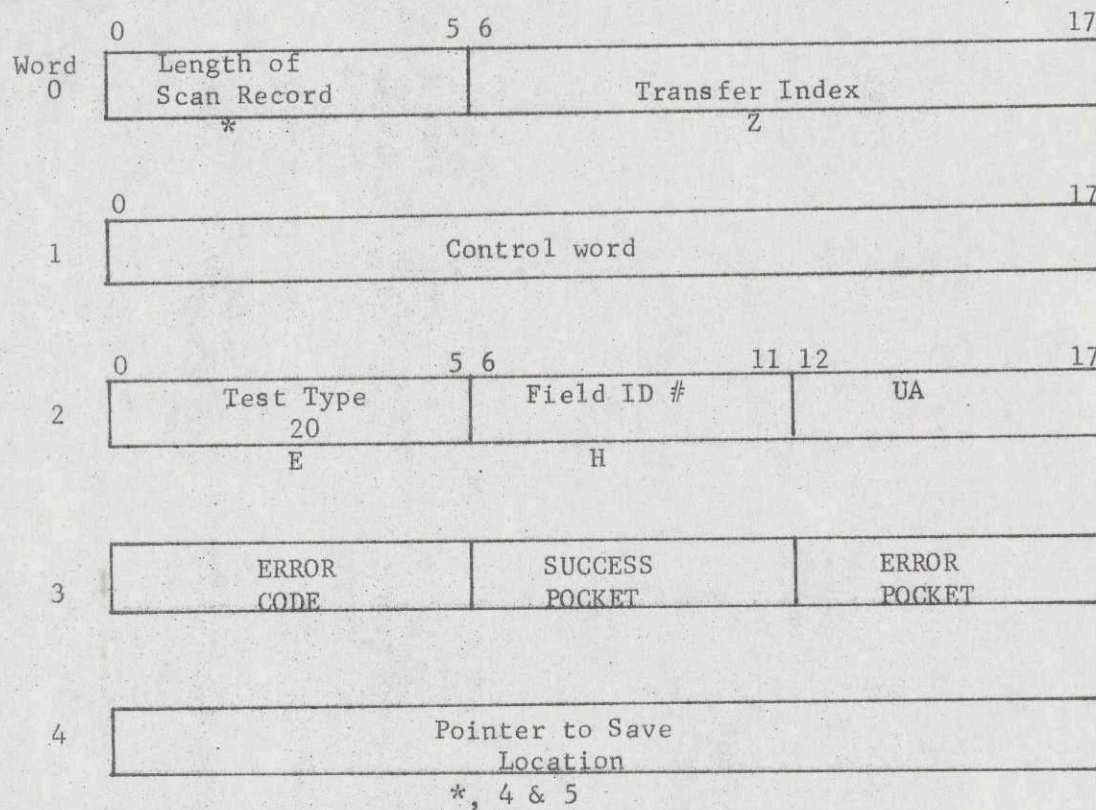 0 5 6 17
Word
0
Length of
Scan Record
Transfer Index
* Z
0 17
1 Control word
0 5 6 11 12 17
2
Test Type
20
Field ID #
UA
E H
3
ERROR
CODE
SUCCESS
POCKET
ERROR
POCKET
4
Pointer to Save
Location
*, 4 & 5